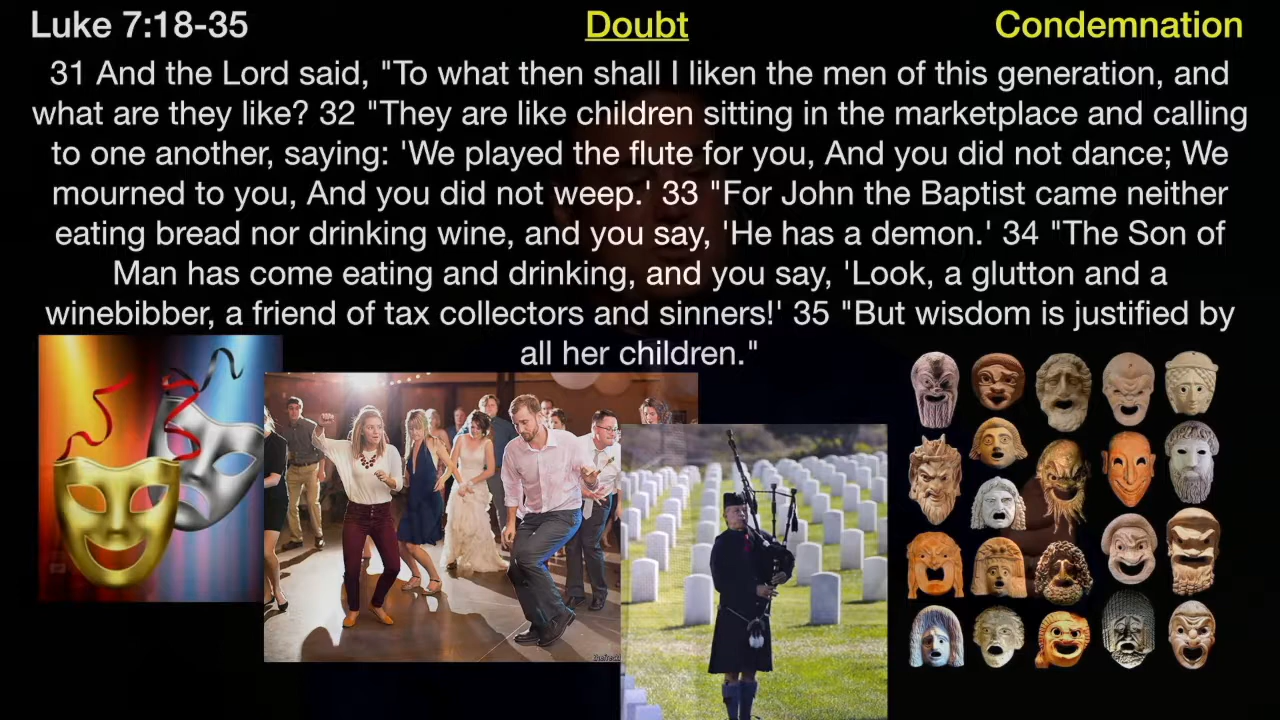 Luke 7:18-35 Doubt Condemnation
31 And the Lord said, "To what then shall I liken the men of this generation, and
what are they like? 32 "They are like children sitting in the marketplace and calling
to one another, saying: 'We played the flute for you, And you did not dance; We
mourned to you, And you did not weep.' 33 "For John the Baptist came neither
eating bread nor drinking wine, and you say, 'He has a demon.' 34 "The Son of
Man has come eating and drinking, and you say, 'Look, a glutton and a
winebibber, a friend of tax collectors and sinners!' 35 "But wisdom is justified by
all her children."